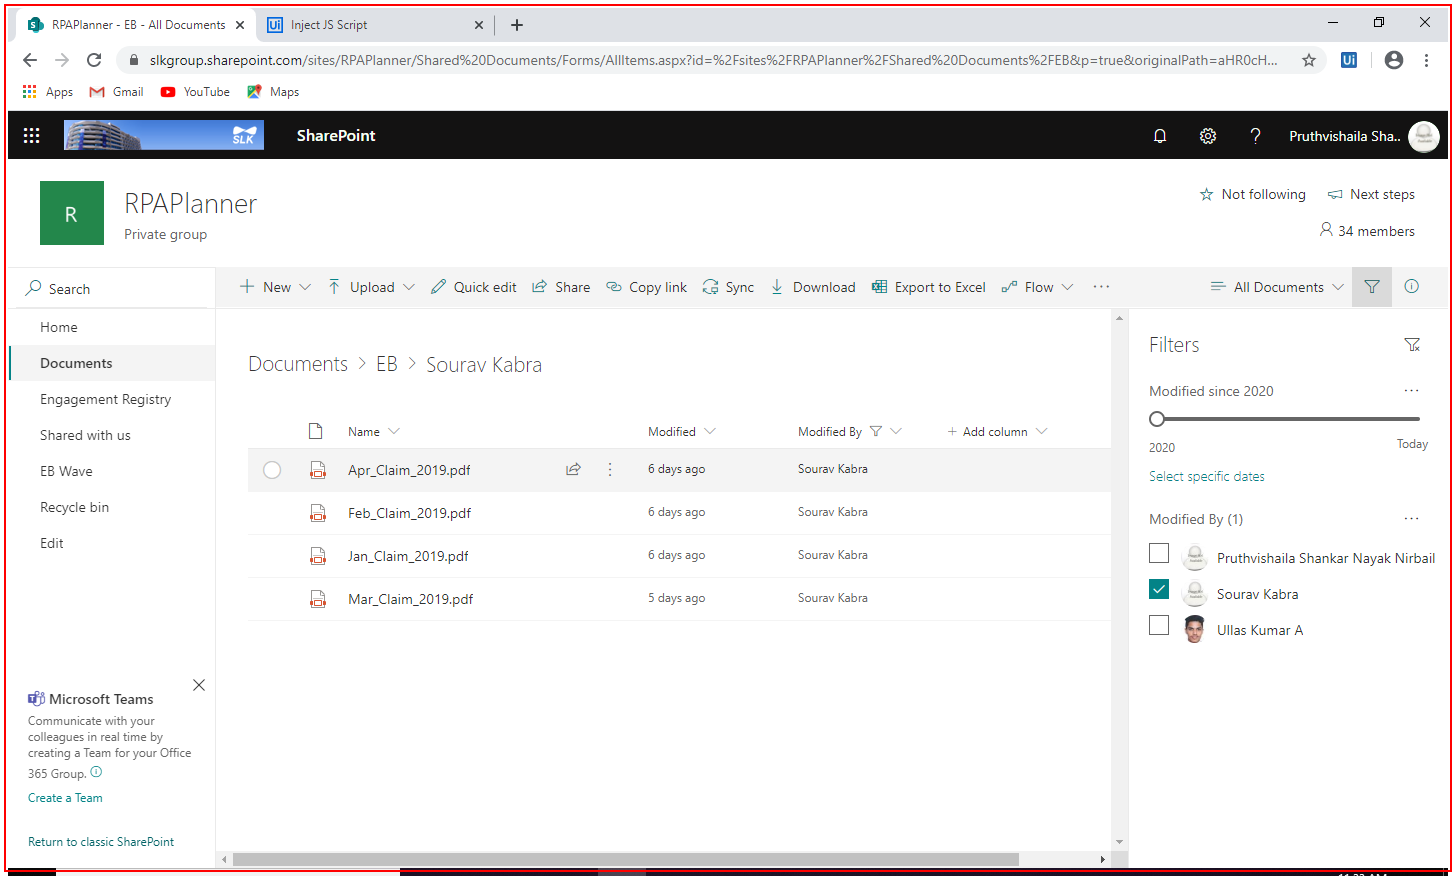 RPAPlanner - EB - All Documents
Inject JS Script
slkgroup.sharepoint.com/sites/RPAPlanner/Shared%20Documents/Forms/AllItems.aspx?id=%2Fsites%2FRPAPlanner%2FShared%20Documents%2FEB&p=true&originalPath=aHR0cH...
Apps Gmail YouTube Maps
SLK SharePoint Pruthvishaila Sha..
R RPAPlanner
Private group
Not following Next steps
34 members
Search
New Upload Quick edit Share Copy link Sync Download Export to Excel Flow ... All Documents
Home
Documents
Engagement Registry
Shared with us
EB Wave
Recycle bin
Edit
Documents > EB > Sourav Kabra
Name Modified Modified By + Add column
Apr_Claim_2019.pdf 6 days ago Sourav Kabra
Feb_Claim_2019.pdf 6 days ago Sourav Kabra
Jan_Claim_2019.pdf 6 days ago Sourav Kabra
Mar_Claim_2019.pdf 5 days ago Sourav Kabra
Filters
Modified since 2020 ...
2020 Today
Select specific dates
Modified By (1) ...
Pruthvishaila Shankar Nayak Nirbail
Sourav Kabra
Ullas Kumar A
Microsoft Teams
Communicate with your
colleagues in real time by
creating a Team for your Office
365 Group.
Create a Team
Return to classic SharePoint